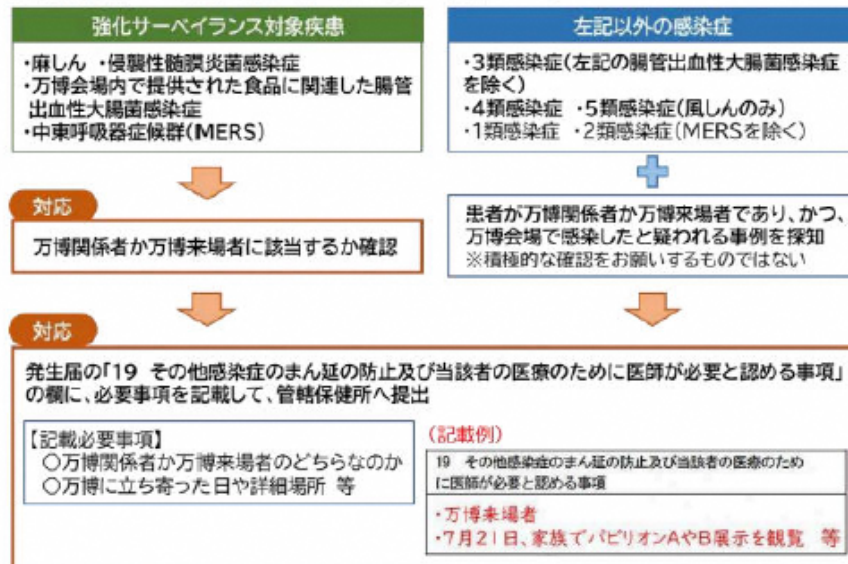 強化サーベイランス対象疾患
・麻しん ・侵襲性髄膜炎菌感染症
・万博会場内で提供された食品に関連した腸管
出血性大腸菌感染症
・中東呼吸器症候群(MERS)
左記以外の感染症
・3類感染症(左記の腸管出血性大腸菌感染症
を除く)
・4類感染症 ・5類感染症(風しんのみ)
・1類感染症 ・2類感染症(MERSを除く)
対応
万博関係者か万博来場者に該当するか確認
患者が万博関係者か万博来場者であり、かつ、
万博会場で感染したと疑われる事例を探知
※積極的な確認をお願いするものではない
対応
発生届の「19 その他感染症のまん延の防止及び当該者の医療のために医師が必要と認める事項」
の欄に、必要事項を記載して、管轄保健所へ提出
【記載必要事項】
○万博関係者か万博来場者のどちらなのか
○万博に立ち寄った日や詳細場所 等
(記載例)
19 その他感染症のまん延の防止及び当該者の医療のため
に医師が必要と認める事項
・万博来場者
・7月21日、家族でパビリオンAやB展示を観覧 等